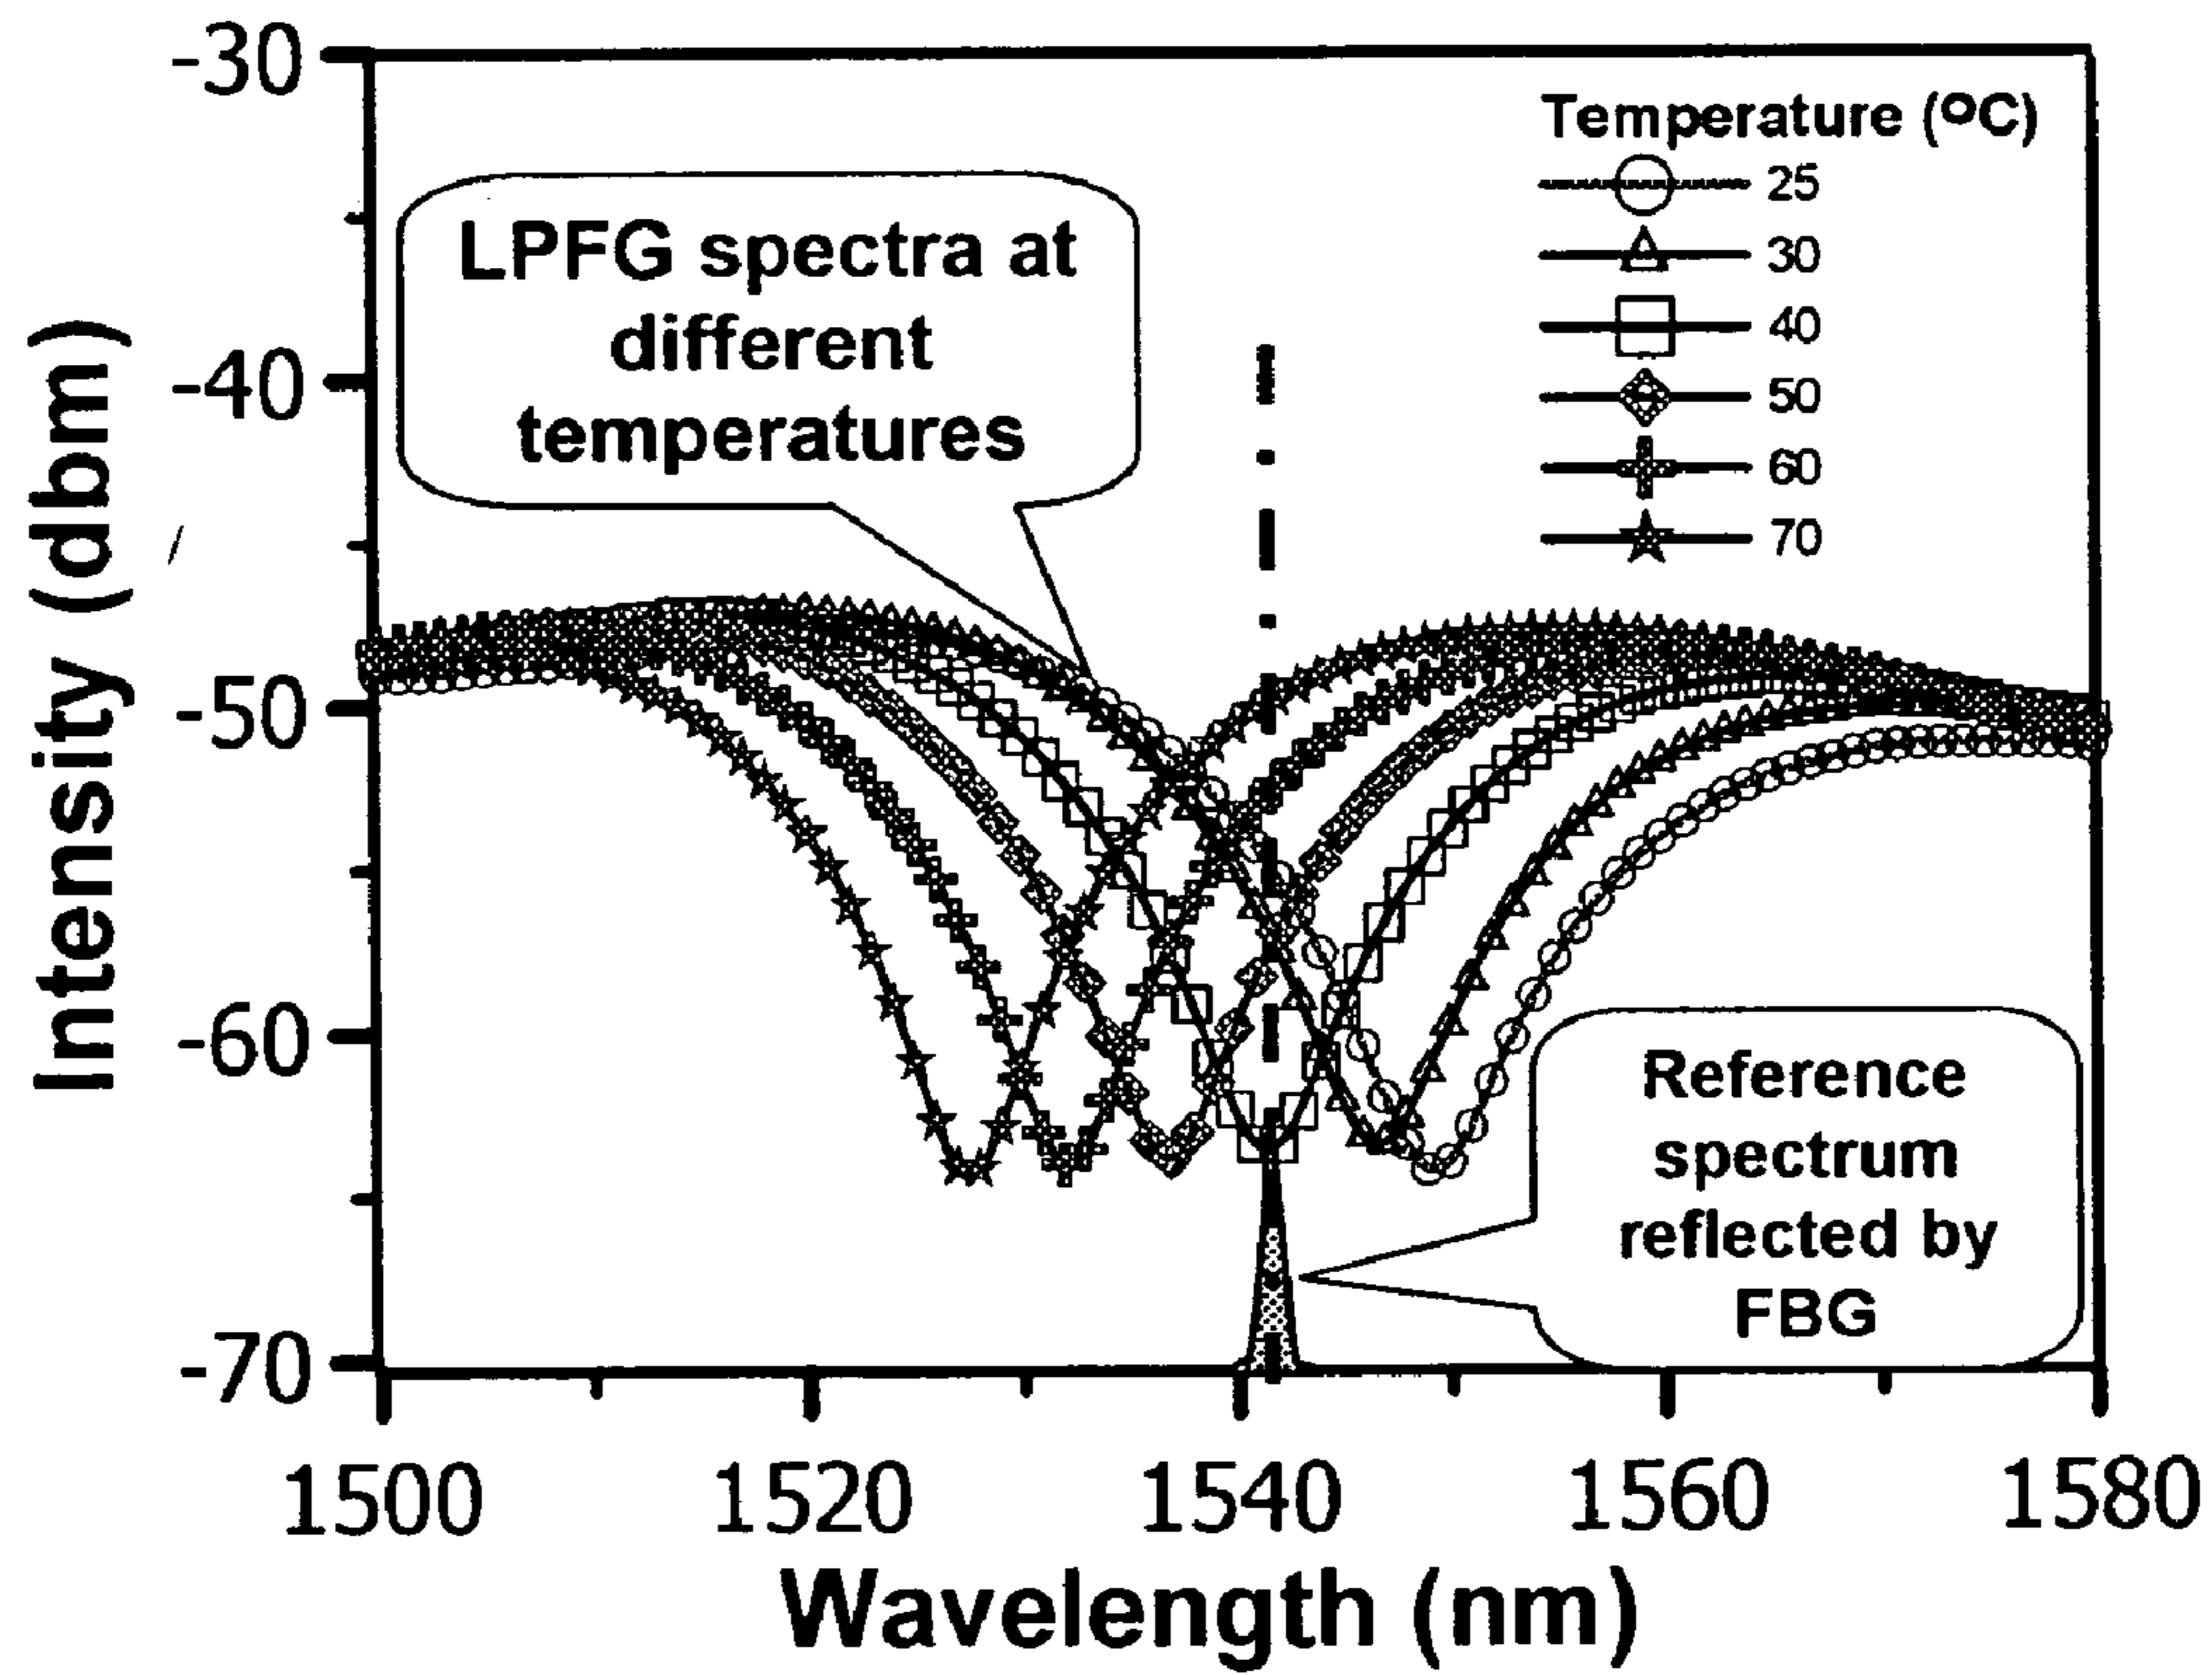 -30
-40
-50
-60
-70
Intensity (dbm)
LPFG spectra at
different
temperatures
Temperature (oC)
25
30
40
50
60
70
Reference
spectrum
reflected by
FBG
1500
1520
1540
1560
1580
Wavelength (nm)